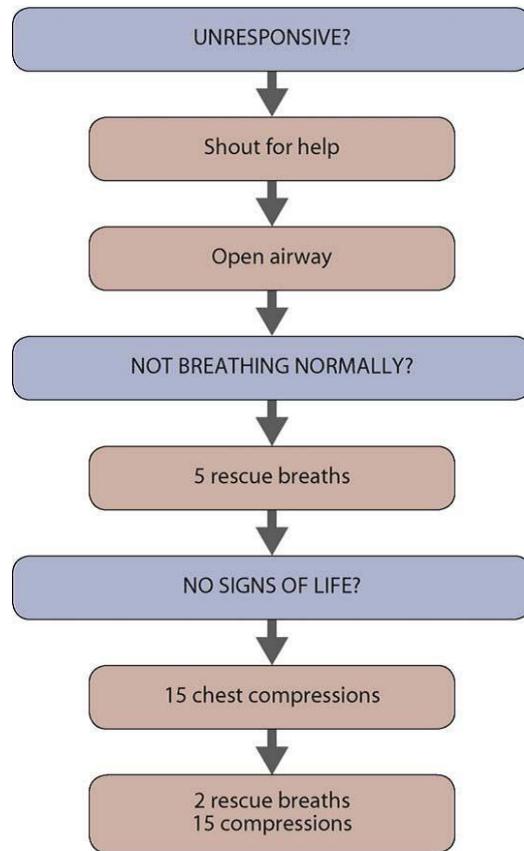 UNRESPONSIVE?
Shout for help
Open airway
NOT BREATHING NORMALLY?
5 rescue breaths
NO SIGNS OF LIFE?
15 chest compressions
2 rescue breaths
15 compressions